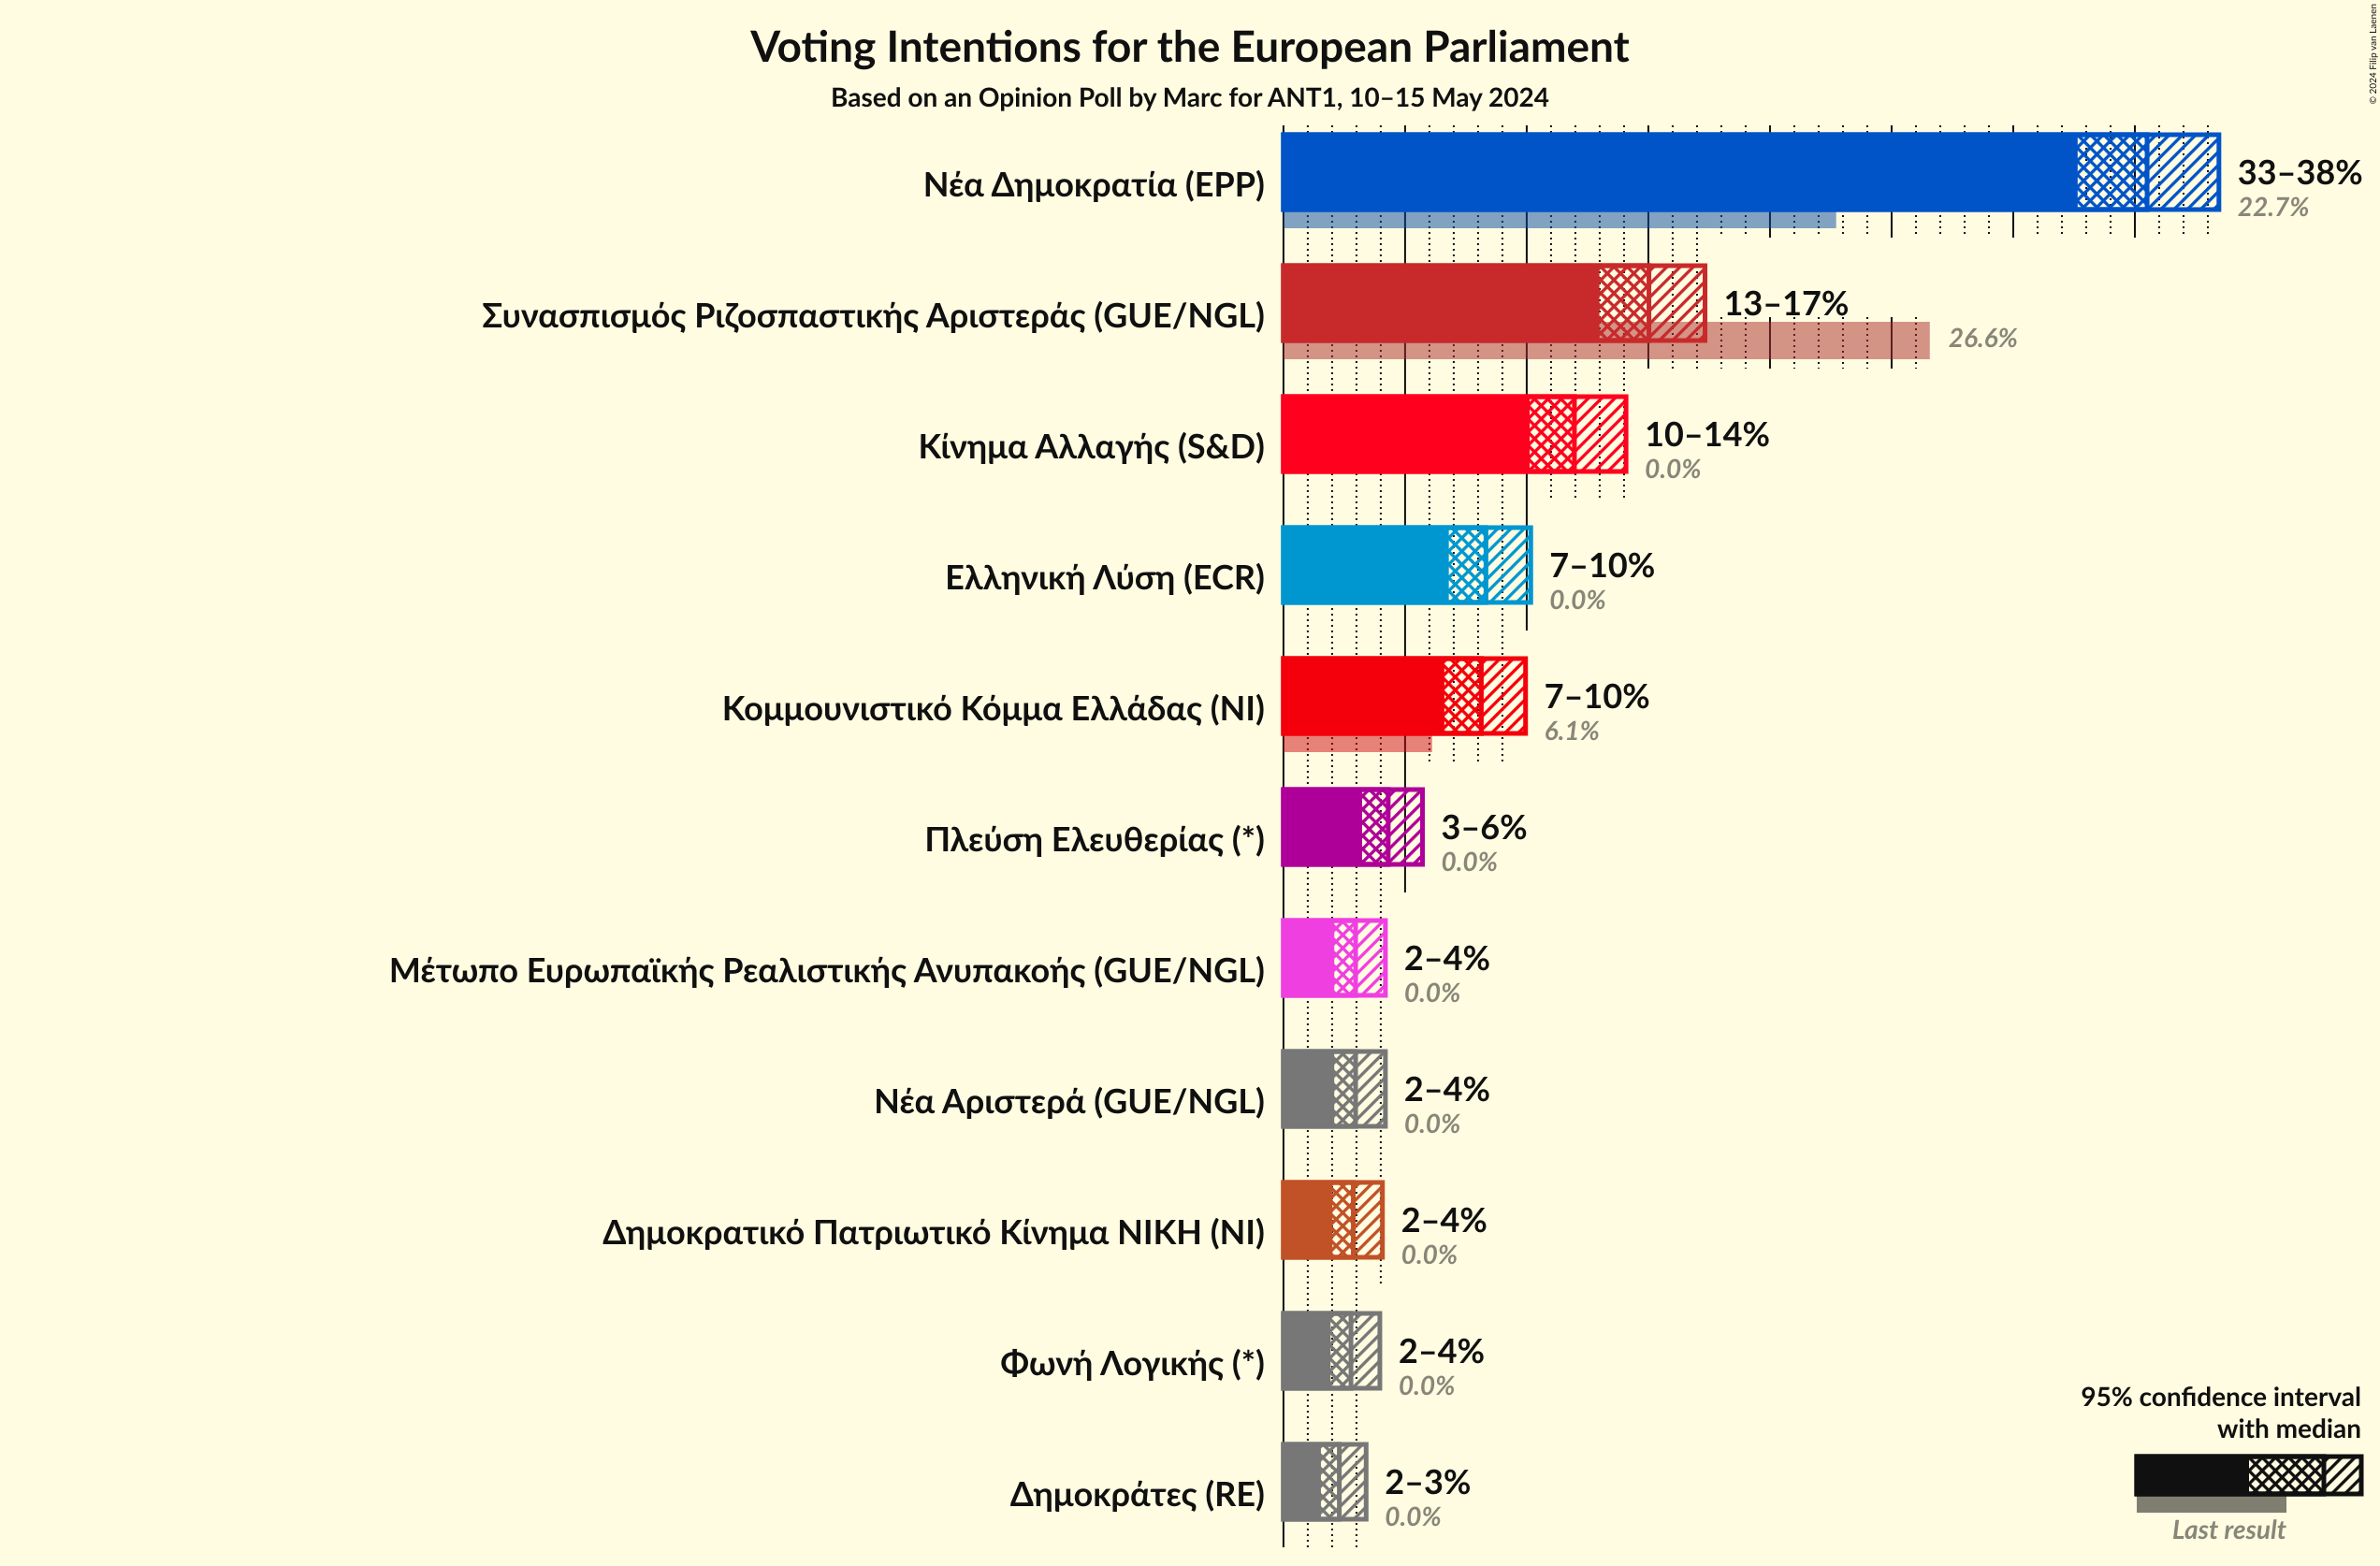 Voting Intentions for the European Parliament
Based on an Opinion Poll by Marc for ANT1, 10–15 May 2024
© 2024 Filip van Laenen
Νέα Δημοκρατία (EPP)
33–38%
22.7%
Συνασπισμός Ριζοσπαστικής Αριστεράς (GUE/NGL)
13–17%
26.6%
Κίνημα Αλλαγής (S&D)
10–14%
0.0%
Ελληνική Λύση (ECR)
7–10%
0.0%
Κομμουνιστικό Κόμμα Ελλάδας (NI)
7–10%
6.1%
Πλεύση Ελευθερίας (*)
3–6%
0.0%
Μέτωπο Ευρωπαϊκής Ρεαλιστικής Ανυπακοής (GUE/NGL)
2–4%
0.0%
Νέα Αριστερά (GUE/NGL)
2–4%
0.0%
Δημοκρατικό Πατριωτικό Κίνημα ΝΙΚΗ (NI)
2–4%
0.0%
Φωνή Λογικής (*)
2–4%
0.0%
Δημοκράτες (RE)
2–3%
0.0%
95% confidence interval
with median
Last result